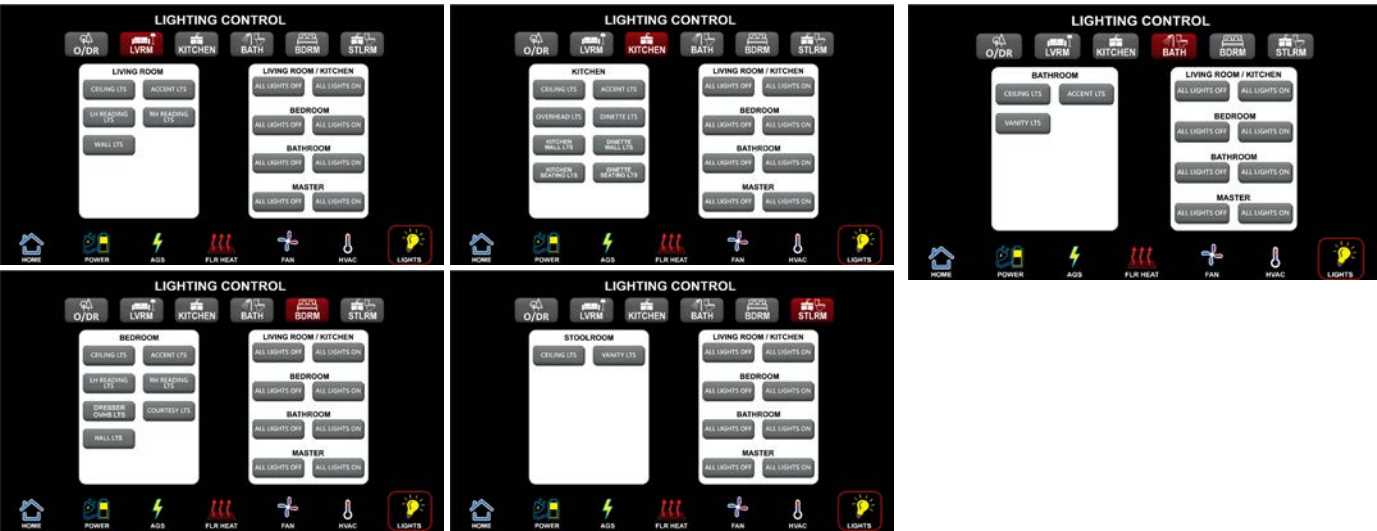 LIGHTING CONTROL
O/DR LVRM KITCHEN BATH BDRM STLRM
LIVING ROOM
CEILING LTS ACCENT LTS
LH READING LTS RH READING LTS
WALL LTS
LIVING ROOM / KITCHEN
ALL LIGHTS OFF ALL LIGHTS ON
BEDROOM
ALL LIGHTS OFF ALL LIGHTS ON
BATHROOM
ALL LIGHTS OFF ALL LIGHTS ON
MASTER
ALL LIGHTS OFF ALL LIGHTS ON
HOME POWER AGS FLR HEAT FAN HVAC LIGHTS
LIGHTING CONTROL
O/DR LVRM KITCHEN BATH BDRM STLRM
KITCHEN
CEILING LTS ACCENT LTS
OVERHEAD LTS DINETTE LTS
KITCHEN WALL LTS DINETTE WALL LTS
KITCHEN SEATING LTS DINETTE SEATING LTS
LIVING ROOM / KITCHEN
ALL LIGHTS OFF ALL LIGHTS ON
BEDROOM
ALL LIGHTS OFF ALL LIGHTS ON
BATHROOM
ALL LIGHTS OFF ALL LIGHTS ON
MASTER
ALL LIGHTS OFF ALL LIGHTS ON
HOME POWER AGS FLR HEAT FAN HVAC LIGHTS
LIGHTING CONTROL
O/DR LVRM KITCHEN BATH BDRM STLRM
BATHROOM
CEILING LTS ACCENT LTS
VANITY LTS
LIVING ROOM / KITCHEN
ALL LIGHTS OFF ALL LIGHTS ON
BEDROOM
ALL LIGHTS OFF ALL LIGHTS ON
BATHROOM
ALL LIGHTS OFF ALL LIGHTS ON
MASTER
ALL LIGHTS OFF ALL LIGHTS ON
HOME POWER AGS FLR HEAT FAN HVAC LIGHTS
LIGHTING CONTROL
O/DR LVRM KITCHEN BATH BDRM STLRM
BEDROOM
CEILING LTS ACCENT LTS
LH READING LTS RH READING LTS
DRESSER OVHS LTS COURTESY LTS
HALL LTS
LIVING ROOM / KITCHEN
ALL LIGHTS OFF ALL LIGHTS ON
BEDROOM
ALL LIGHTS OFF ALL LIGHTS ON
BATHROOM
ALL LIGHTS OFF ALL LIGHTS ON
MASTER
ALL LIGHTS OFF ALL LIGHTS ON
HOME POWER AGS FLR HEAT FAN HVAC LIGHTS
LIGHTING CONTROL
O/DR LVRM KITCHEN BATH BDRM STLRM
STOOLROOM
CEILING LTS VANITY LTS
LIVING ROOM / KITCHEN
ALL LIGHTS OFF ALL LIGHTS ON
BEDROOM
ALL LIGHTS OFF ALL LIGHTS ON
BATHROOM
ALL LIGHTS OFF ALL LIGHTS ON
MASTER
ALL LIGHTS OFF ALL LIGHTS ON
HOME POWER AGS FLR HEAT FAN HVAC LIGHTS